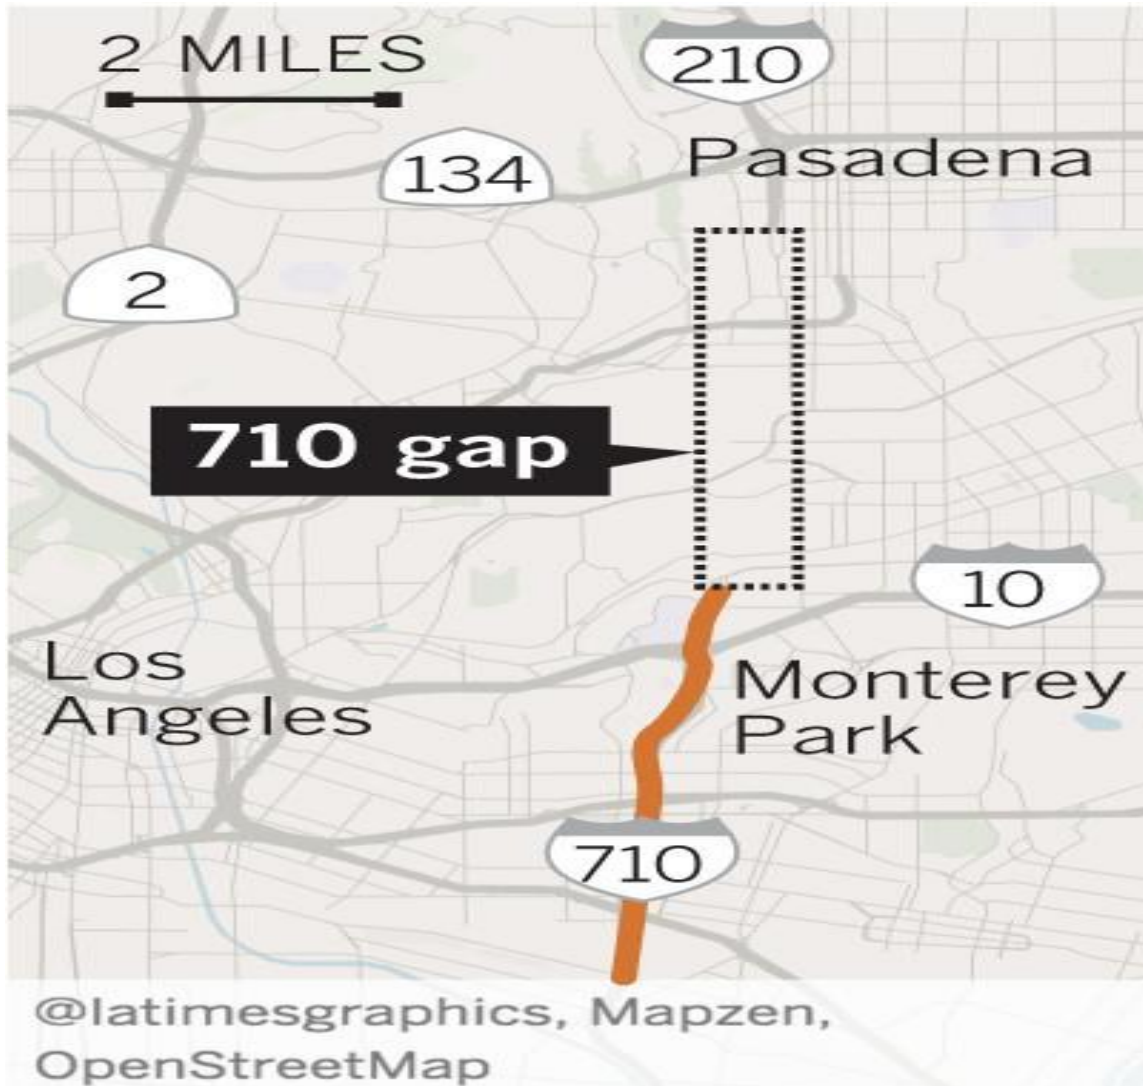 2 MILES
210
Pasadena
134
2
710 gap
10
Los
Angeles
Monterey
Park
710
@latimesgraphics, Mapzen,
OpenStreetMap